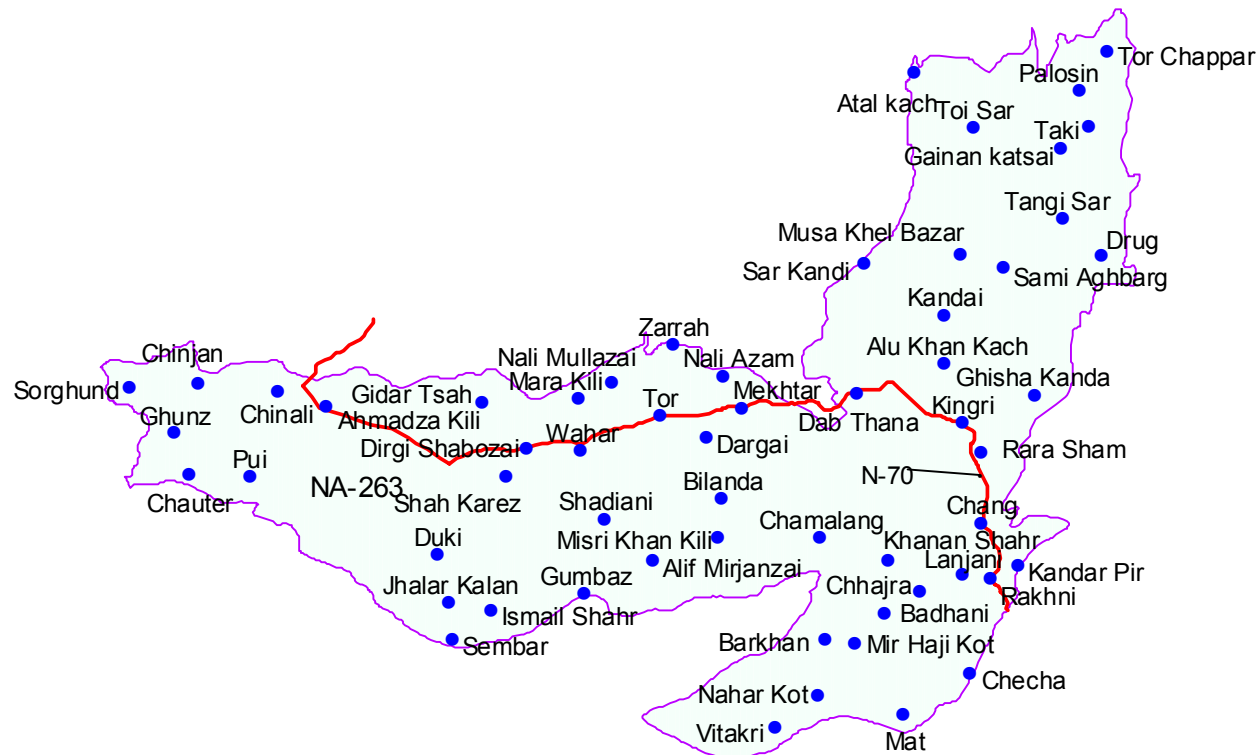 Tor Chappar
Palosin
Atal kach
Toi Sar
Taki
Gainan katsai
Tangi Sar
Musa Khel Bazar
Drug
Sar Kandi
Sami Aghbarg
Kandai
Zarrah
Chinjan
Nali Mullazai
Nali Azam
Alu Khan Kach
Sorghund
Gidar Tsah
Mara Kili
Mekhtar
Ghisha Kanda
Ghunz
Chinali
Ahmadza Kili
Tor
Dab Thana
Kingri
Dirgi Shabozai
Wahar
Dargai
Rara Sham
Pui
NA-263
N-70
Chauter
Shah Karez
Bilanda
Shadiani
Chamalang
Chang
Duki
Misri Khan Kili
Khanan Shahr
Lanjani
Alif Mirjanzai
Kandar Pir
Jhalar Kalan
Gumbaz
Chhajra
Rakhni
Ismail Shahr
Badhani
Sembar
Barkhan
Mir Haji Kot
Checha
Nahar Kot
Vitakri
Mat